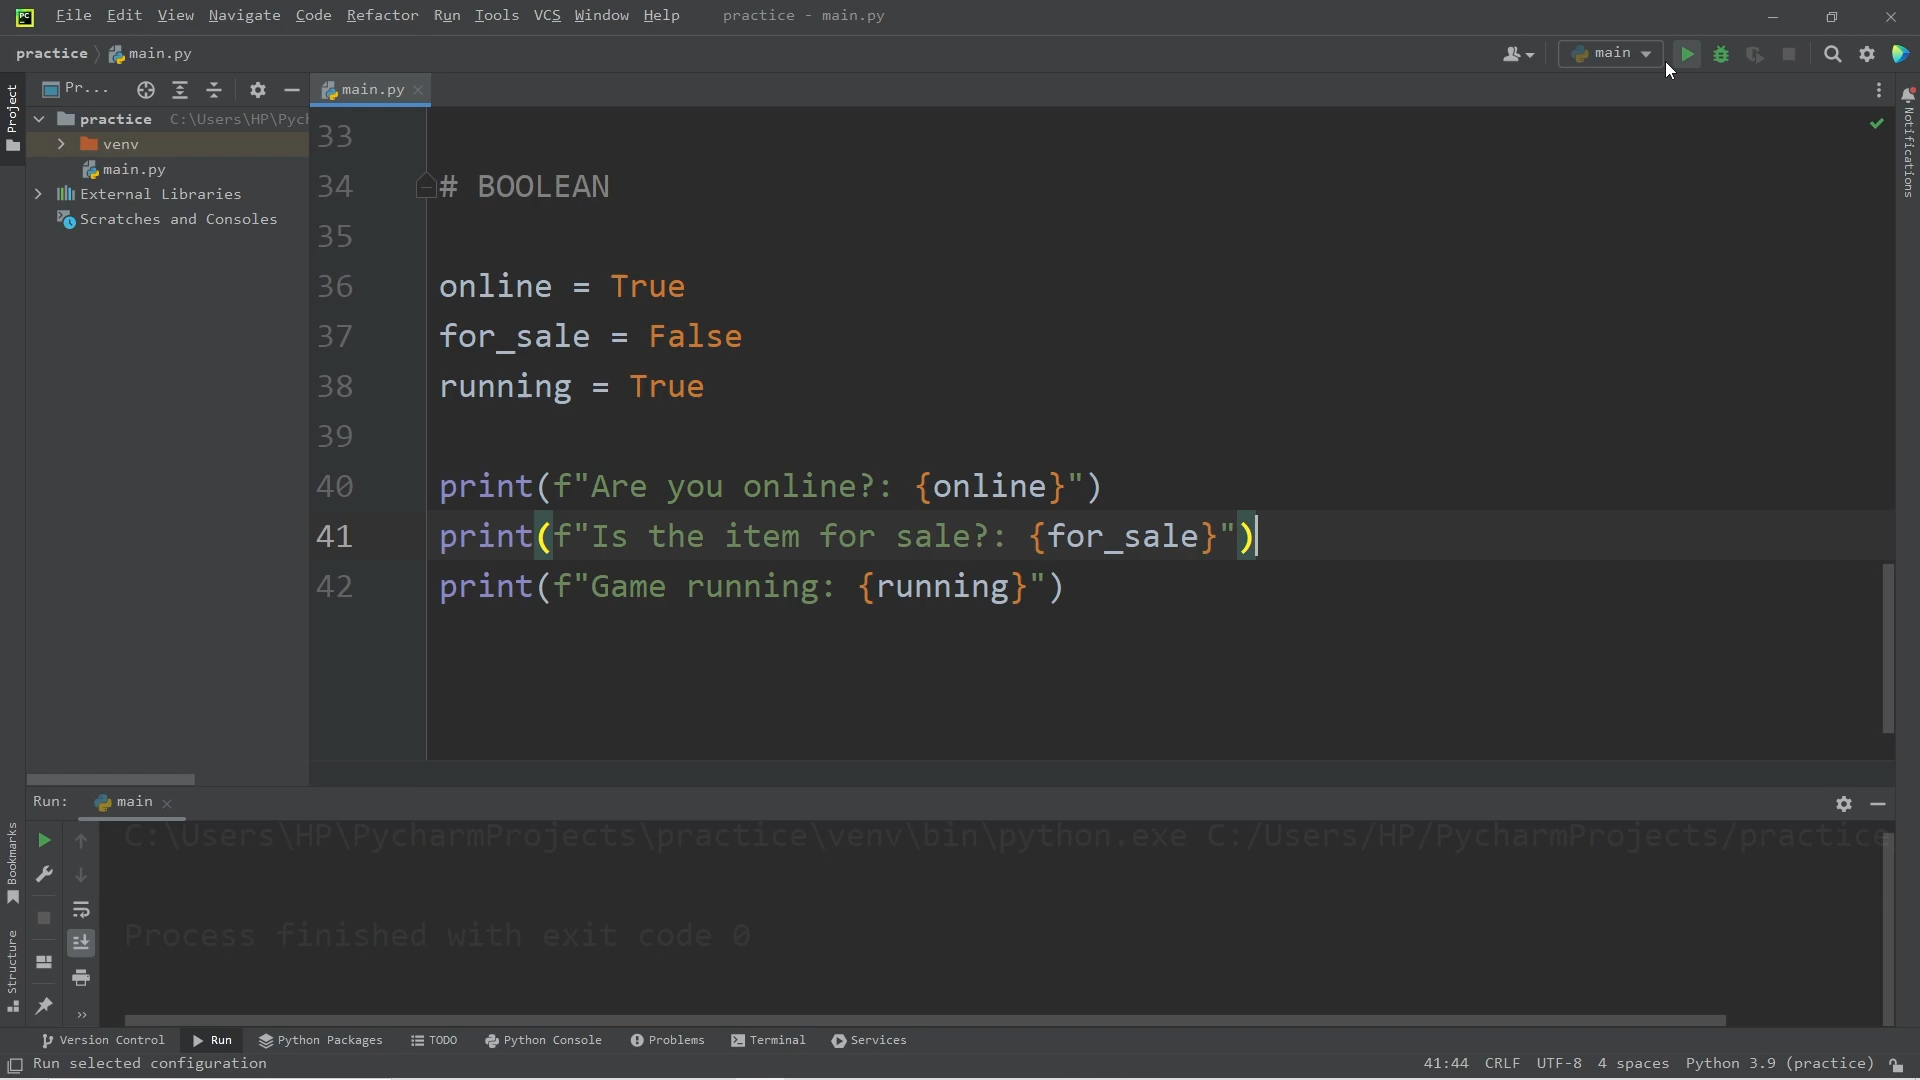 PC File Edit View Navigate Code Refactor Run Tools VCS Window Help practice - main.py
practice main.py main
Project Pr... main.py
practice C:\Users\HP\Pych
venv
main.py
External Libraries
Scratches and Consoles
Notifications
33
34 # BOOLEAN
35
36 online = True
37 for_sale = False
38 running = True
39
40 print(f"Are you online?: {online}")
41 print(f"Is the item for sale?: {for_sale}")
42 print(f"Game running: {running}")
Run: main
C:\Users\HP\PycharmProjects\practice\venv\bin\python.exe C:/Users/HP/PycharmProjects/practice
Process finished with exit code 0
Bookmarks
Structure
Version Control Run Python Packages TODO Python Console Problems Terminal Services
Run selected configuration 41:44 CRLF UTF-8 4 spaces Python 3.9 (practice)